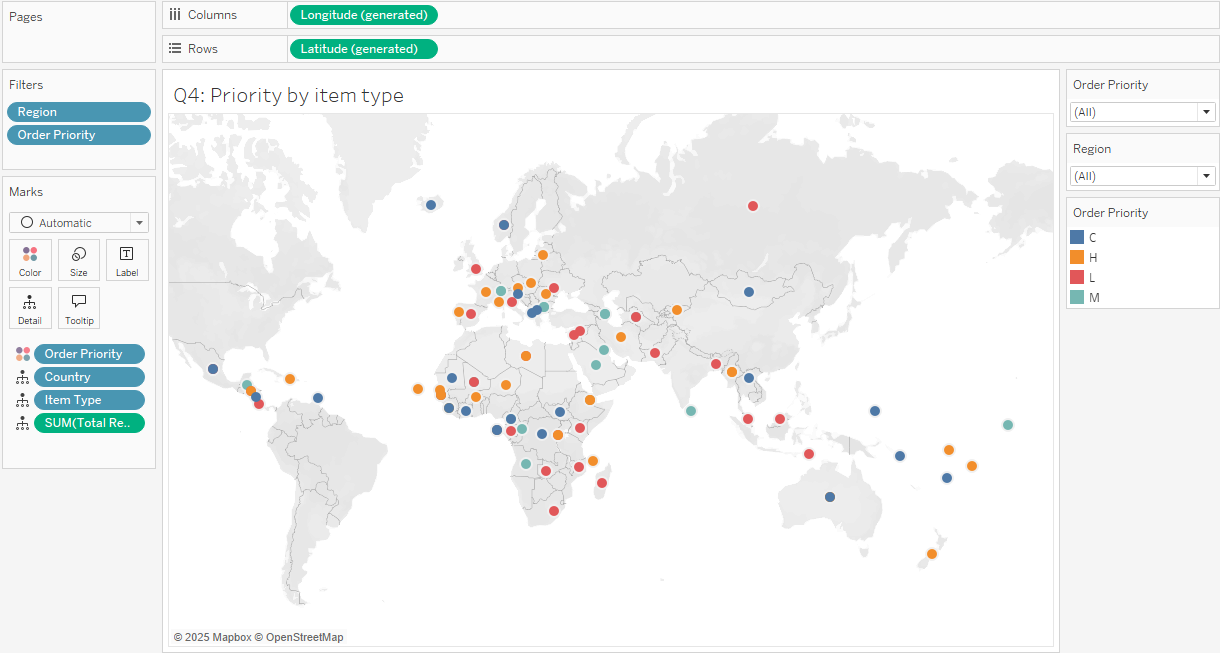 Pages
Columns
Longitude (generated)
Rows
Latitude (generated)
Filters
Region
Order Priority
Marks
Automatic
Color
Size
Label
Detail
Tooltip
Order Priority
Country
Item Type
SUM(Total Re..
Q4: Priority by item type
© 2025 Mapbox © OpenStreetMap
Order Priority
(All)
Region
(All)
Order Priority
C
H
L
M